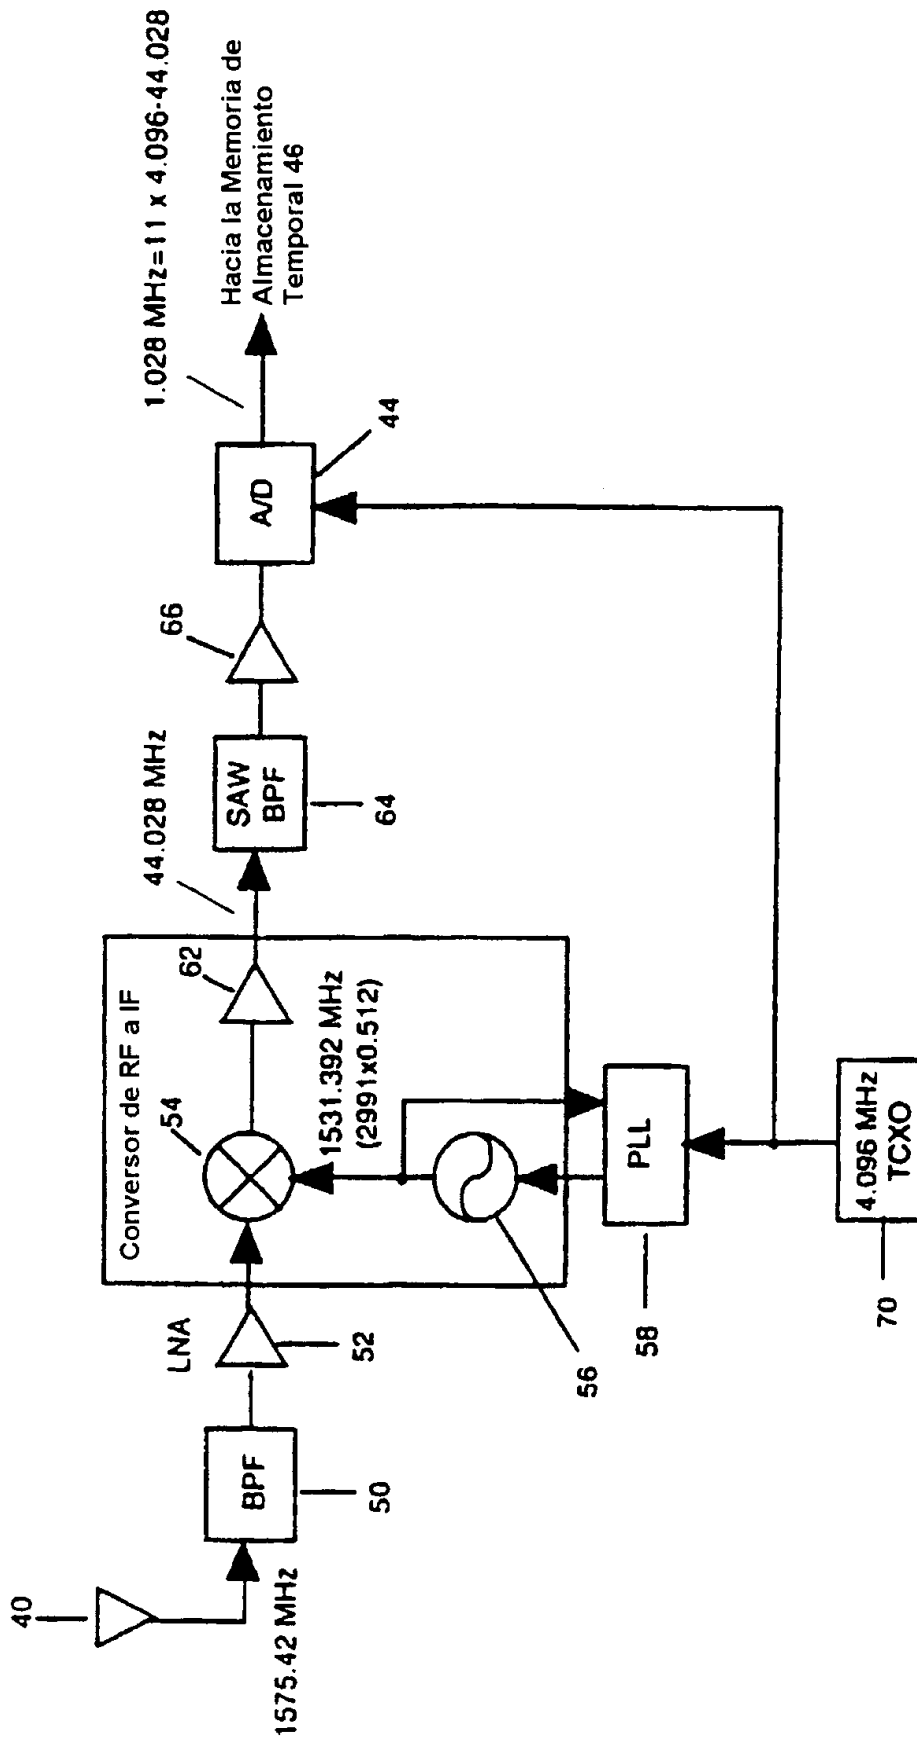 40
1575.42 MHz
BPF
50
LNA
52
Conversor de RF a IF
54
62
1531.392 MHz
(2991x0.512)
56
PLL
58
4.096 MHz
TCXO
70
44.028 MHz
SAW
BPF
64
66
A/D
44
1.028 MHz=11 x 4.096-44.028
Hacia la Memoria de
Almacenamiento
Temporal 46